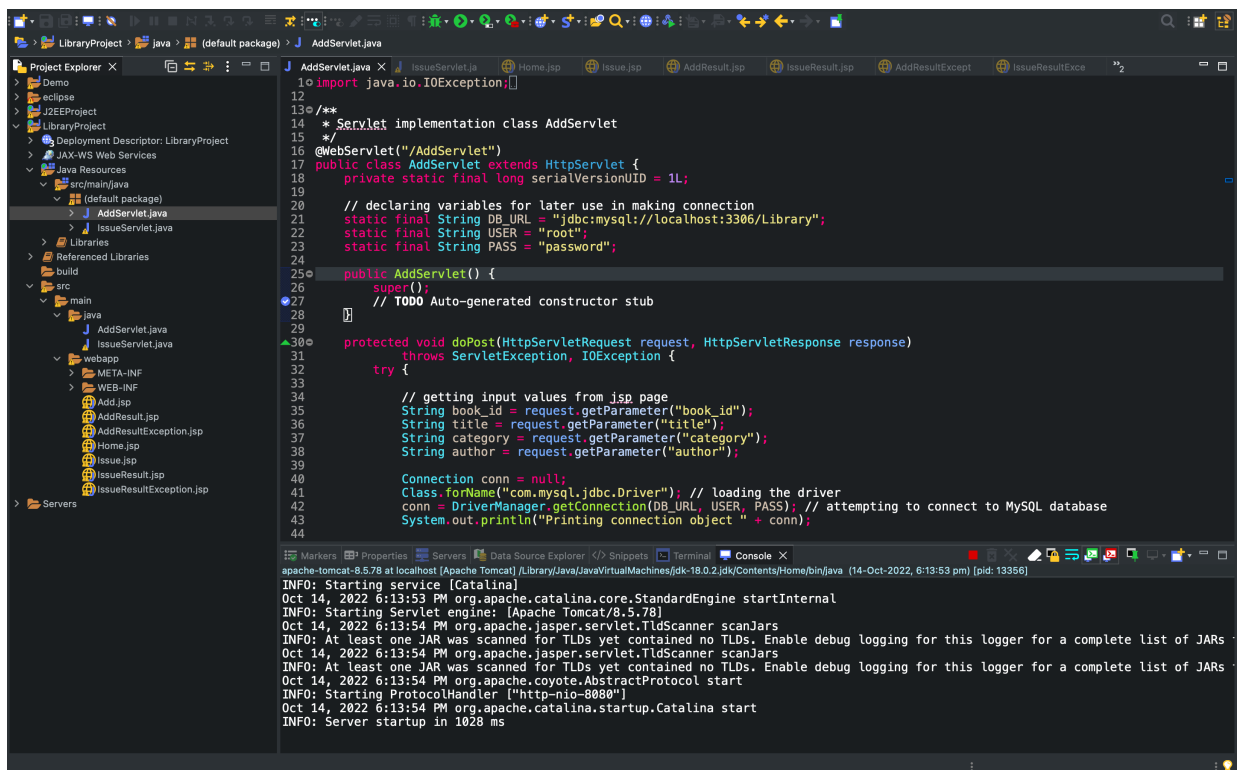 LibraryProject > java > (default package) > J AddServlet.java
Project Explorer
Demo
eclipse
J2EEProject
LibraryProject
Deployment Descriptor: LibraryProject
JAX-WS Web Services
Java Resources
src/main/java
(default package)
AddServlet.java
IssueServlet.java
Libraries
Referenced Libraries
build
src
main
java
AddServlet.java
IssueServlet.java
webapp
META-INF
WEB-INF
Add.jsp
AddResult.jsp
AddResultException.jsp
Home.jsp
Issue.jsp
IssueResult.jsp
IssueResultException.jsp
Servers
AddServlet.java IssueServlet.ja Home.jsp Issue.jsp AddResult.jsp IssueResult.jsp AddResultExcept IssueResultExce »2
1 import java.io.IOException;
12
13 /**
14 * Servlet implementation class AddServlet
15 */
16 @WebServlet("/AddServlet")
17 public class AddServlet extends HttpServlet {
18 private static final long serialVersionUID = 1L;
19
20 // declaring variables for later use in making connection
21 static final String DB_URL = "jdbc:mysql://localhost:3306/Library";
22 static final String USER = "root";
23 static final String PASS = "password";
24
25 public AddServlet() {
26 super();
27 // TODO Auto-generated constructor stub
28 }
29
30 protected void doPost(HttpServletRequest request, HttpServletResponse response)
31 throws ServletException, IOException {
32 try {
33
34 // getting input values from jsp page
35 String book_id = request.getParameter("book_id");
36 String title = request.getParameter("title");
37 String category = request.getParameter("category");
38 String author = request.getParameter("author");
39
40 Connection conn = null;
41 Class.forName("com.mysql.jdbc.Driver"); // loading the driver
42 conn = DriverManager.getConnection(DB_URL, USER, PASS); // attempting to connect to MySQL database
43 System.out.println("Printing connection object " + conn);
44
Markers Properties Servers Data Source Explorer Snippets Terminal Console
apache-tomcat-8.5.78 at localhost [Apache Tomcat] /Library/Java/JavaVirtualMachines/jdk-18.0.2.jdk/Contents/Home/bin/java (14-Oct-2022, 6:13:53 pm) [pid: 13356]
INFO: Starting service [Catalina]
Oct 14, 2022 6:13:53 PM org.apache.catalina.core.StandardEngine startInternal
INFO: Starting Servlet engine: [Apache Tomcat/8.5.78]
Oct 14, 2022 6:13:54 PM org.apache.jasper.servlet.TldScanner scanJars
INFO: At least one JAR was scanned for TLDs yet contained no TLDs. Enable debug logging for this logger for a complete list of JARs
Oct 14, 2022 6:13:54 PM org.apache.jasper.servlet.TldScanner scanJars
INFO: At least one JAR was scanned for TLDs yet contained no TLDs. Enable debug logging for this logger for a complete list of JARs
Oct 14, 2022 6:13:54 PM org.apache.coyote.AbstractProtocol start
INFO: Starting ProtocolHandler ["http-nio-8080"]
Oct 14, 2022 6:13:54 PM org.apache.catalina.startup.Catalina start
INFO: Server startup in 1028 ms